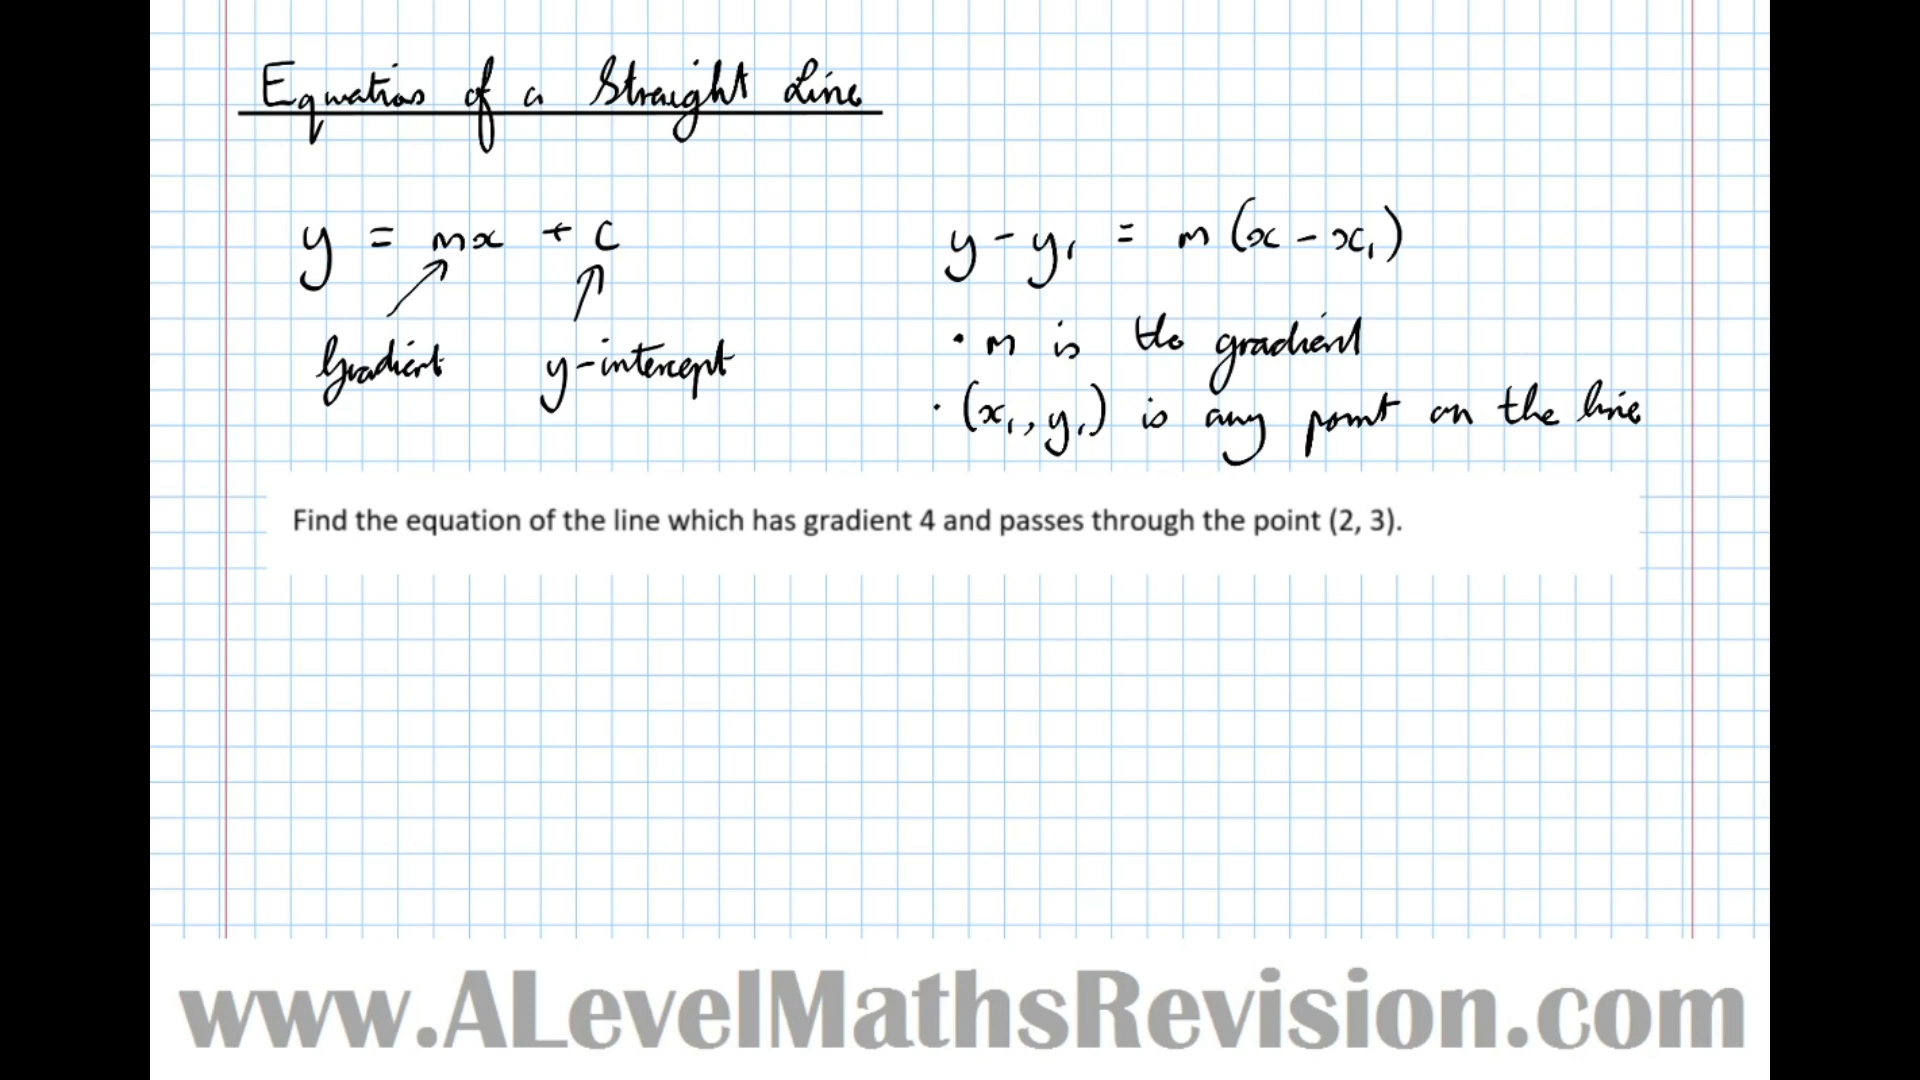 Equation of a Straight Line
y = mx + c
Gradient y-intercept
y - y₁ = m(x - x₁)
· m is the gradient
· (x₁, y₁) is any point on the line
Find the equation of the line which has gradient 4 and passes through the point (2, 3).
www.ALevelMathsRevision.com